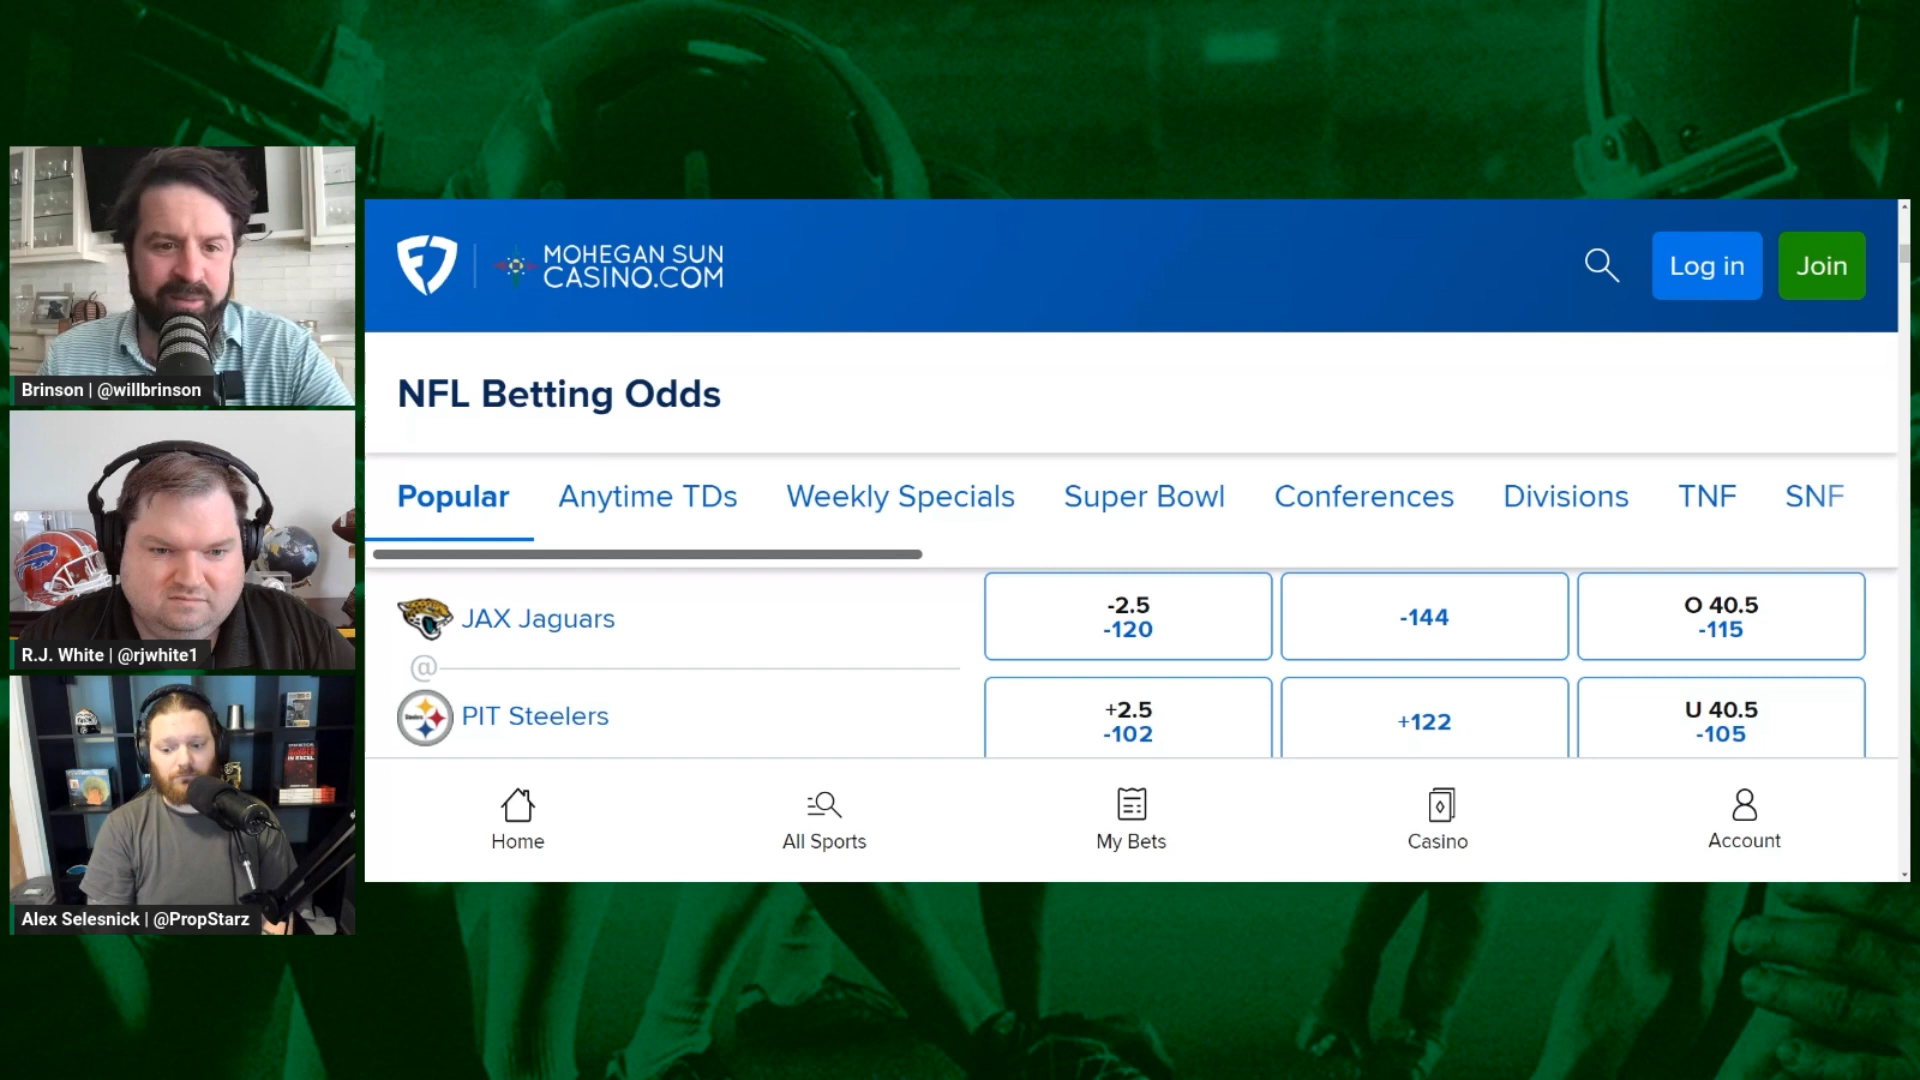 Brinson | @willbrinson
R.J. White | @rjwhite1
Alex Selesnick | @PropStarz
MOHEGAN SUN
CASINO.COM
Log in
Join
NFL Betting Odds
Popular
Anytime TDs
Weekly Specials
Super Bowl
Conferences
Divisions
TNF
SNF
JAX Jaguars
-2.5
-120
-144
O 40.5
-115
@
PIT Steelers
+2.5
-102
+122
U 40.5
-105
Home
All Sports
My Bets
Casino
Account